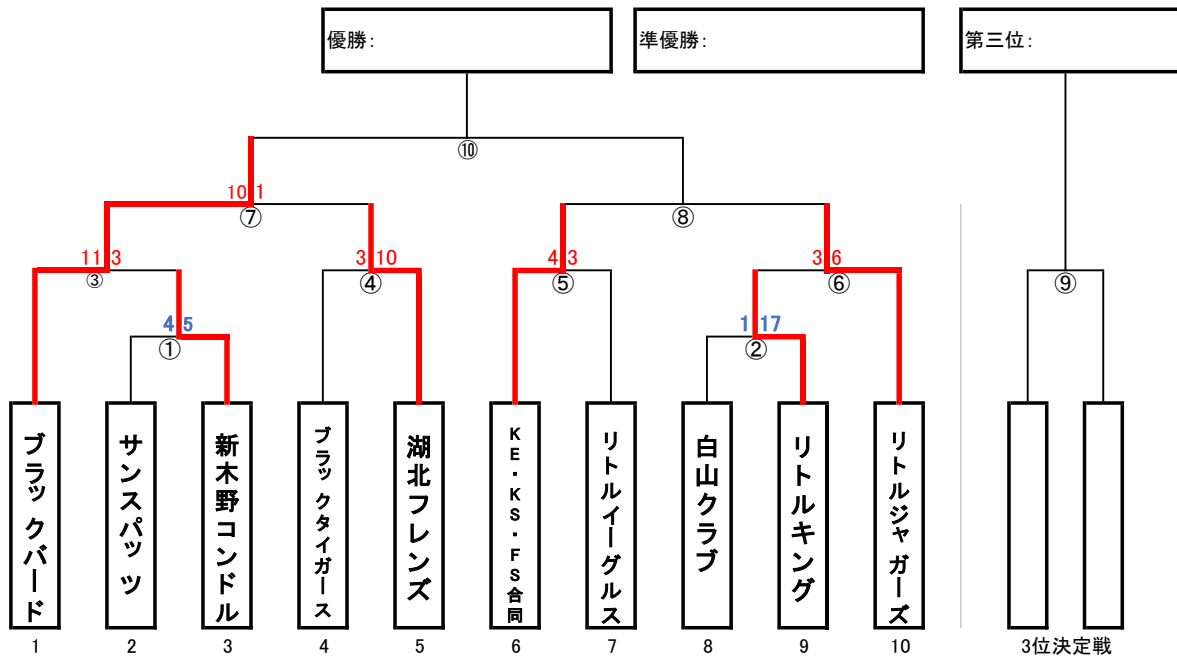 優勝：
準優勝：
第三位：
⑩
10 1
⑦
⑧
11 3
③
3 10
④
4 3
⑤
3 6
⑥
⑨
4 5
①
1 17
②
ブラックバード
サンスパッツ
新木野コンドル
ブラックタイガース
湖北フレンズ
KE・KS・FS合同
リトルイーグルス
白山クラブ
リトルキング
リトルジャガーズ
1 2 3 4 5 6 7 8 9 10 3位決定戦